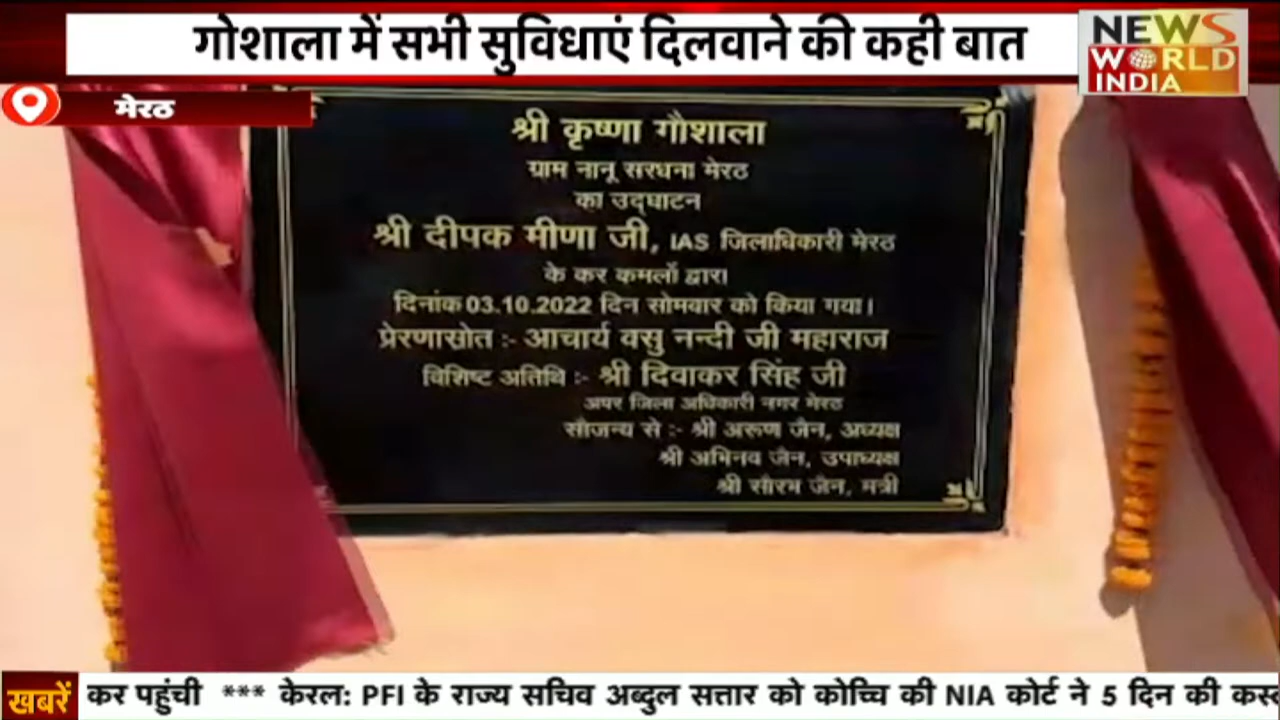 गोशाला में सभी सुविधाएं दिलवाने की कही बात
NEWS
WORLD
INDIA
मेरठ
श्री कृष्णा गौशाला
ग्राम नानू सरधना मेरठ
का उद्घाटन
श्री दीपक मीणा जी, IAS जिलाधिकारी मेरठ
के कर कमलों द्वारा
दिनांक 03.10.2022 दिन सोमवार को किया गया।
प्रेरणास्रोत :- आचार्य वसु नन्दी जी महाराज
विशिष्ट अतिथि :- श्री दिवाकर सिंह जी
अपर जिला अधिकारी नगर मेरठ
सौजन्य से :- श्री अरूण जैन, अध्यक्ष
श्री अभिनव जैन, उपाध्यक्ष
श्री सौरभ जैन, मंत्री
खबरें कर पहुंची *** केरल: PFI के राज्य सचिव अब्दुल सत्तार को कोच्चि की NIA कोर्ट ने 5 दिन की